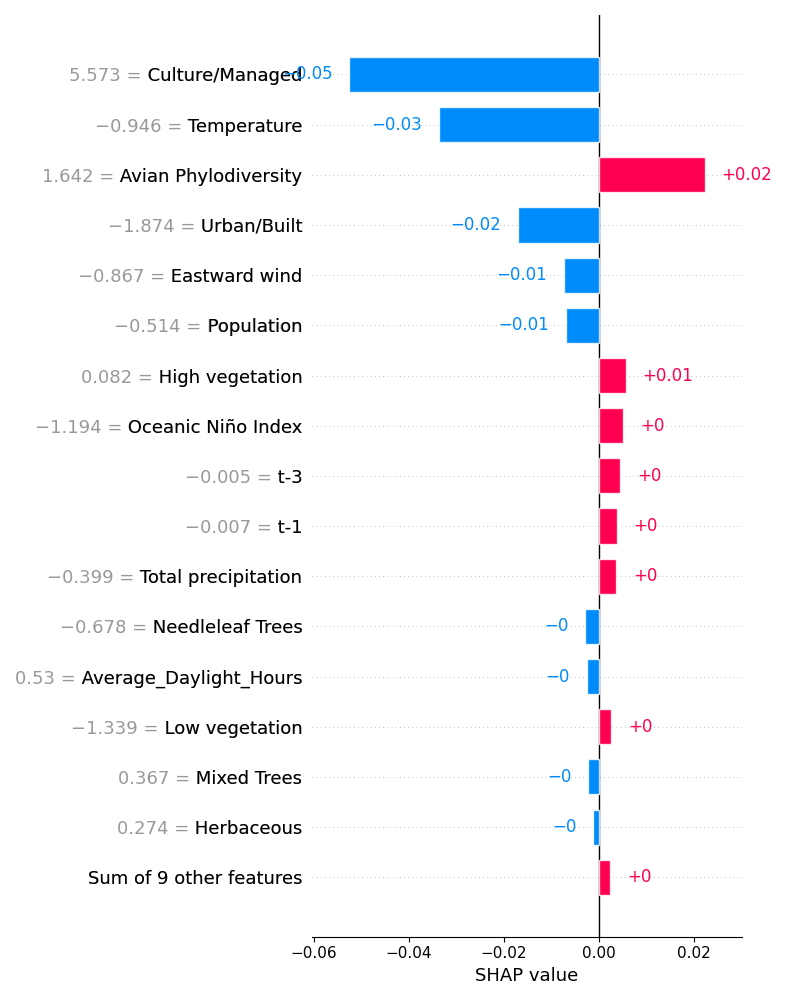 5.573 = Culture/Managed −0.05
−0.946 = Temperature −0.03
1.642 = Avian Phylodiversity +0.02
−1.874 = Urban/Built −0.02
−0.867 = Eastward wind −0.01
−0.514 = Population −0.01
0.082 = High vegetation +0.01
−1.194 = Oceanic Niño Index +0
−0.005 = t-3 +0
−0.007 = t-1 +0
−0.399 = Total precipitation +0
−0.678 = Needleleaf Trees −0
0.53 = Average_Daylight_Hours −0
−1.339 = Low vegetation +0
0.367 = Mixed Trees −0
0.274 = Herbaceous −0
Sum of 9 other features +0
−0.06 −0.04 −0.02 0.00 0.02
SHAP value